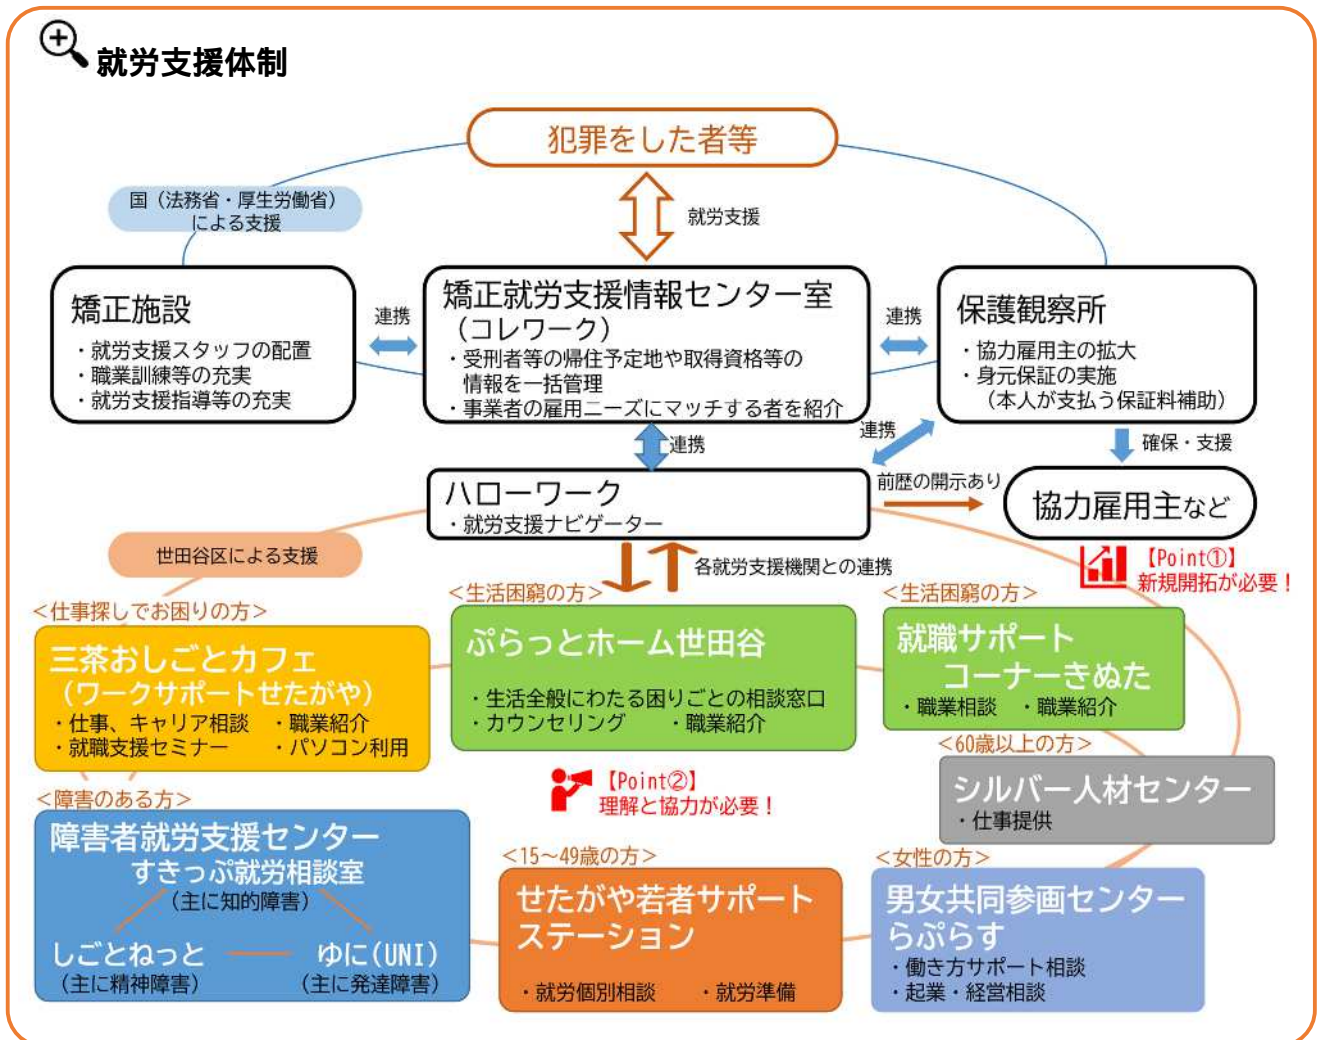 就労支援体制
犯罪をした者等
国（法務省・厚生労働省）
による支援
就労支援
矯正施設
・就労支援スタッフの配置
・職業訓練等の充実
・就労支援指導等の充実
連携
矯正就労支援情報センター室
（コレワーク）
・受刑者等の帰住予定地や取得資格等の
情報を一括管理
・事業者の雇用ニーズにマッチする者を紹介
連携
保護観察所
・協力雇用主の拡大
・身元保証の実施
（本人が支払う保証料補助）
連携
連携
確保・支援
ハローワーク
・就労支援ナビゲーター
前歴の開示あり
協力雇用主など
世田谷区による支援
各就労支援機関との連携
【Point①】
新規開拓が必要！
＜仕事探しでお困りの方＞
三茶おしごとカフェ
（ワークサポートせたがや）
・仕事、キャリア相談　・職業紹介
・就職支援セミナー　・パソコン利用
＜生活困窮の方＞
ぷらっとホーム世田谷
・生活全般にわたる困りごとの相談窓口
・カウンセリング　・職業紹介
＜生活困窮の方＞
就職サポート
コーナーきぬた
・職業相談　・職業紹介
＜60歳以上の方＞
シルバー人材センター
・仕事提供
【Point②】
理解と協力が必要！
＜障害のある方＞
障害者就労支援センター
すきっぷ就労相談室
（主に知的障害）
しごとねっと
（主に精神障害）
ゆに（UNI）
（主に発達障害）
＜15～49歳の方＞
せたがや若者サポート
ステーション
・就労個別相談　・就労準備
＜女性の方＞
男女共同参画センター
らぷらす
・働き方サポート相談
・起業・経営相談